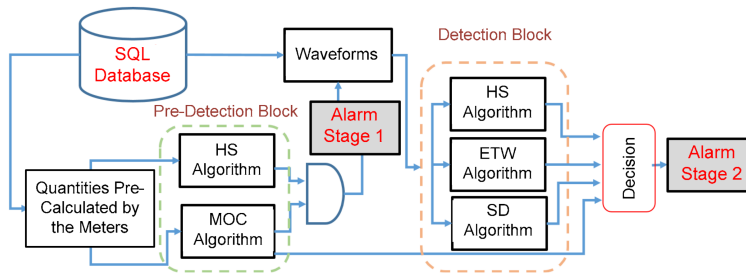 SQL
Database
Waveforms
Detection Block
Pre-Detection Block
Alarm
Stage 1
HS
Algorithm
HS
Algorithm
ETW
Algorithm
Decision
Alarm
Stage 2
Quantities Pre-
Calculated by
the Meters
MOC
Algorithm
SD
Algorithm